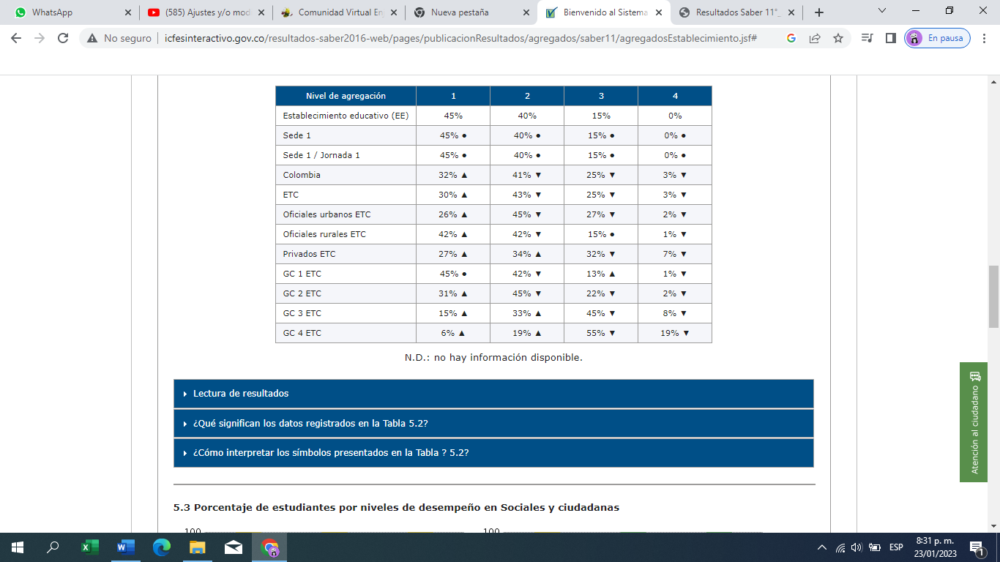 WhatsApp
(585) Ajustes y/o mod
Comunidad Virtual En
Nueva pestaña
Bienvenido al Sistema
Resultados Saber 11°_
No seguro
icfesinteractivo.gov.co/resultados-saber2016-web/pages/publicacionResultados/agregados/saber11/agregadosEstablecimiento.jsf#
En pausa
Nivel de agregación 1 2 3 4
Establecimiento educativo (EE) 45% 40% 15% 0%
Sede 1 45% ● 40% ● 15% ● 0% ●
Sede 1 / Jornada 1 45% ● 40% ● 15% ● 0% ●
Colombia 32% ▲ 41% ▼ 25% ▼ 3% ▼
ETC 30% ▲ 43% ▼ 25% ▼ 3% ▼
Oficiales urbanos ETC 26% ▲ 45% ▼ 27% ▼ 2% ▼
Oficiales rurales ETC 42% ▲ 42% ▼ 15% ● 1% ▼
Privados ETC 27% ▲ 34% ▲ 32% ▼ 7% ▼
GC 1 ETC 45% ● 42% ▼ 13% ▲ 1% ▼
GC 2 ETC 31% ▲ 45% ▼ 22% ▼ 2% ▼
GC 3 ETC 15% ▲ 33% ▲ 45% ▼ 8% ▼
GC 4 ETC 6% ▲ 19% ▲ 55% ▼ 19% ▼
N.D.: no hay información disponible.
Lectura de resultados
¿Qué significan los datos registrados en la Tabla 5.2?
¿Cómo interpretar los símbolos presentados en la Tabla ? 5.2?
Atención al ciudadano
5.3 Porcentaje de estudiantes por niveles de desempeño en Sociales y ciudadanas
100 100
ESP
8:31 p. m.
23/01/2023
1